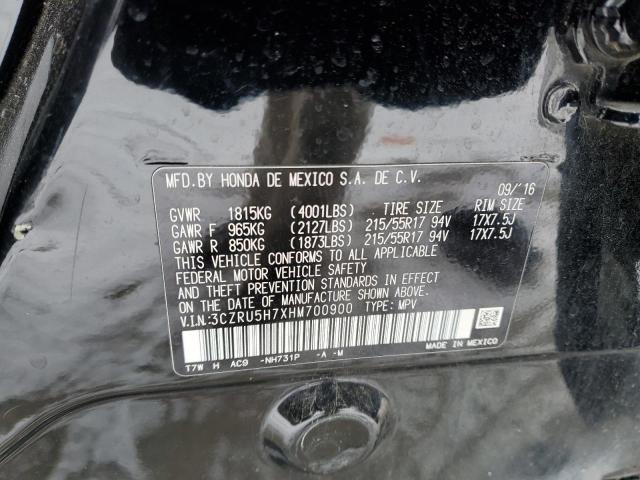 MFD. BY HONDA DE MEXICO S.A. DE C.V.
09/'16
GVWR 1815KG (4001LBS) TIRE SIZE RIM SIZE
GAWR F 965KG (2127LBS) 215/55R17 94V 17X7.5J
GAWR R 850KG (1873LBS) 215/55R17 94V 17X7.5J
THIS VEHICLE CONFORMS TO ALL APPLICABLE
FEDERAL MOTOR VEHICLE SAFETY
AND THEFT PREVENTION STANDARDS IN EFFECT
ON THE DATE OF MANUFACTURE SHOWN ABOVE.
V.I.N.:3CZRU5H7XHM700900 TYPE: MPV
T7W H AC9 -NH731P -A -M MADE IN MEXICO